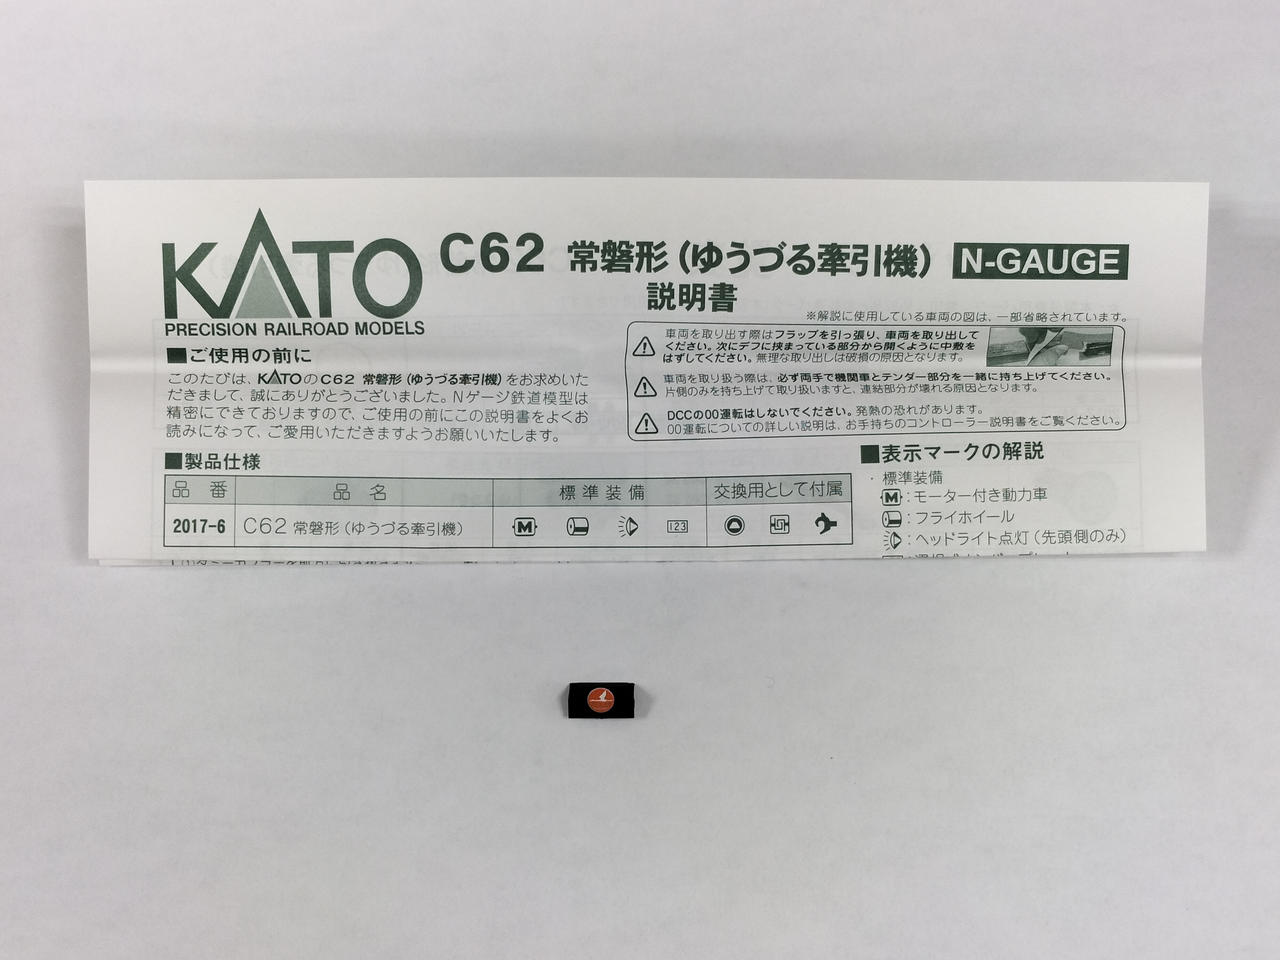 KATO
PRECISION RAILROAD MODELS
C62 常磐形（ゆうづる牽引機） N-GAUGE
説明書
※解説に使用している車両の図は、一部省略されています。
■ご使用の前に
このたびは、KATOのC62 常磐形（ゆうづる牽引機）をお求めいた
だきまして、誠にありがとうございました。Nゲージ鉄道模型は
精密にできておりますので、ご使用の前にこの説明書をよくお
読みになって、ご愛用いただきますようお願いいたします。
車両を取り出す際はフラップを引っ張り、車両を取り出して
ください。次にデフに挟まっている部分から開くように中敷を
はずしてください。無理な取り出しは破損の原因となります。
車両を取り扱う際は、必ず両手で機関車とテンダー部分を一緒に持ち上げてください。
片側のみを持ち上げて取り扱いますと、連結部分が壊れる原因となります。
DCCの00運転はしないでください。発熱の恐れがあります。
00運転についての詳しい説明は、お手持ちのコントローラー説明書をご覧ください。
■製品仕様
品番 品名 標準装備 交換用として付属
2017-6 C62 常磐形（ゆうづる牽引機） M 123
■表示マークの解説
・標準装備
M：モーター付き動力車
：フライホイール
：ヘッドライト点灯（先頭側のみ）